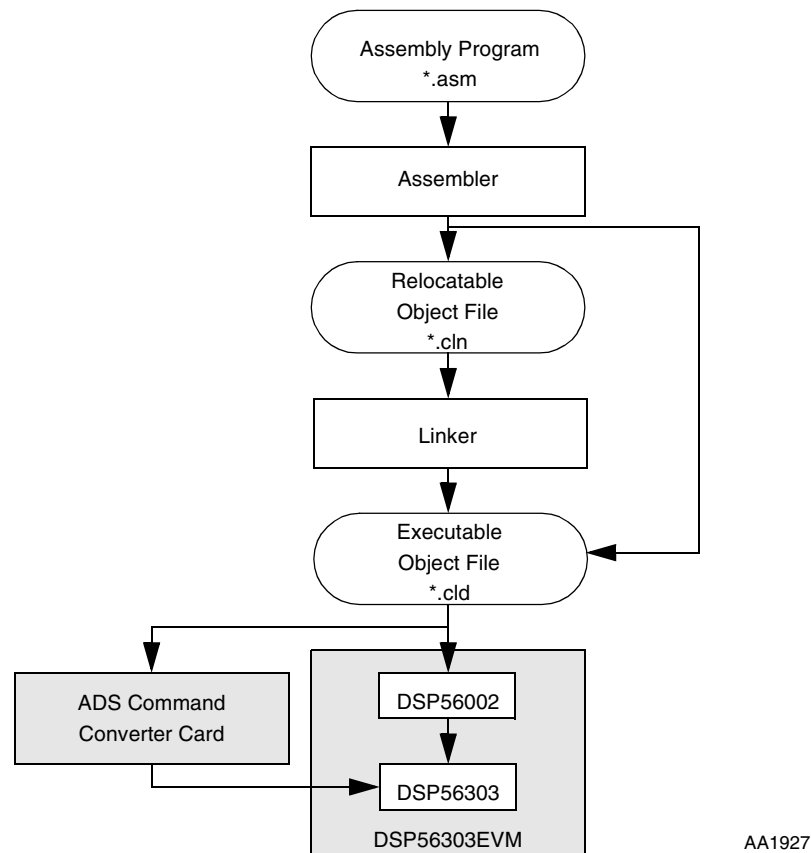 Assembly Program
*.asm
Assembler
Relocatable
Object File
*.cln
Linker
Executable
Object File
*.cld
ADS Command
Converter Card
DSP56002
DSP56303
DSP56303EVM
AA1927